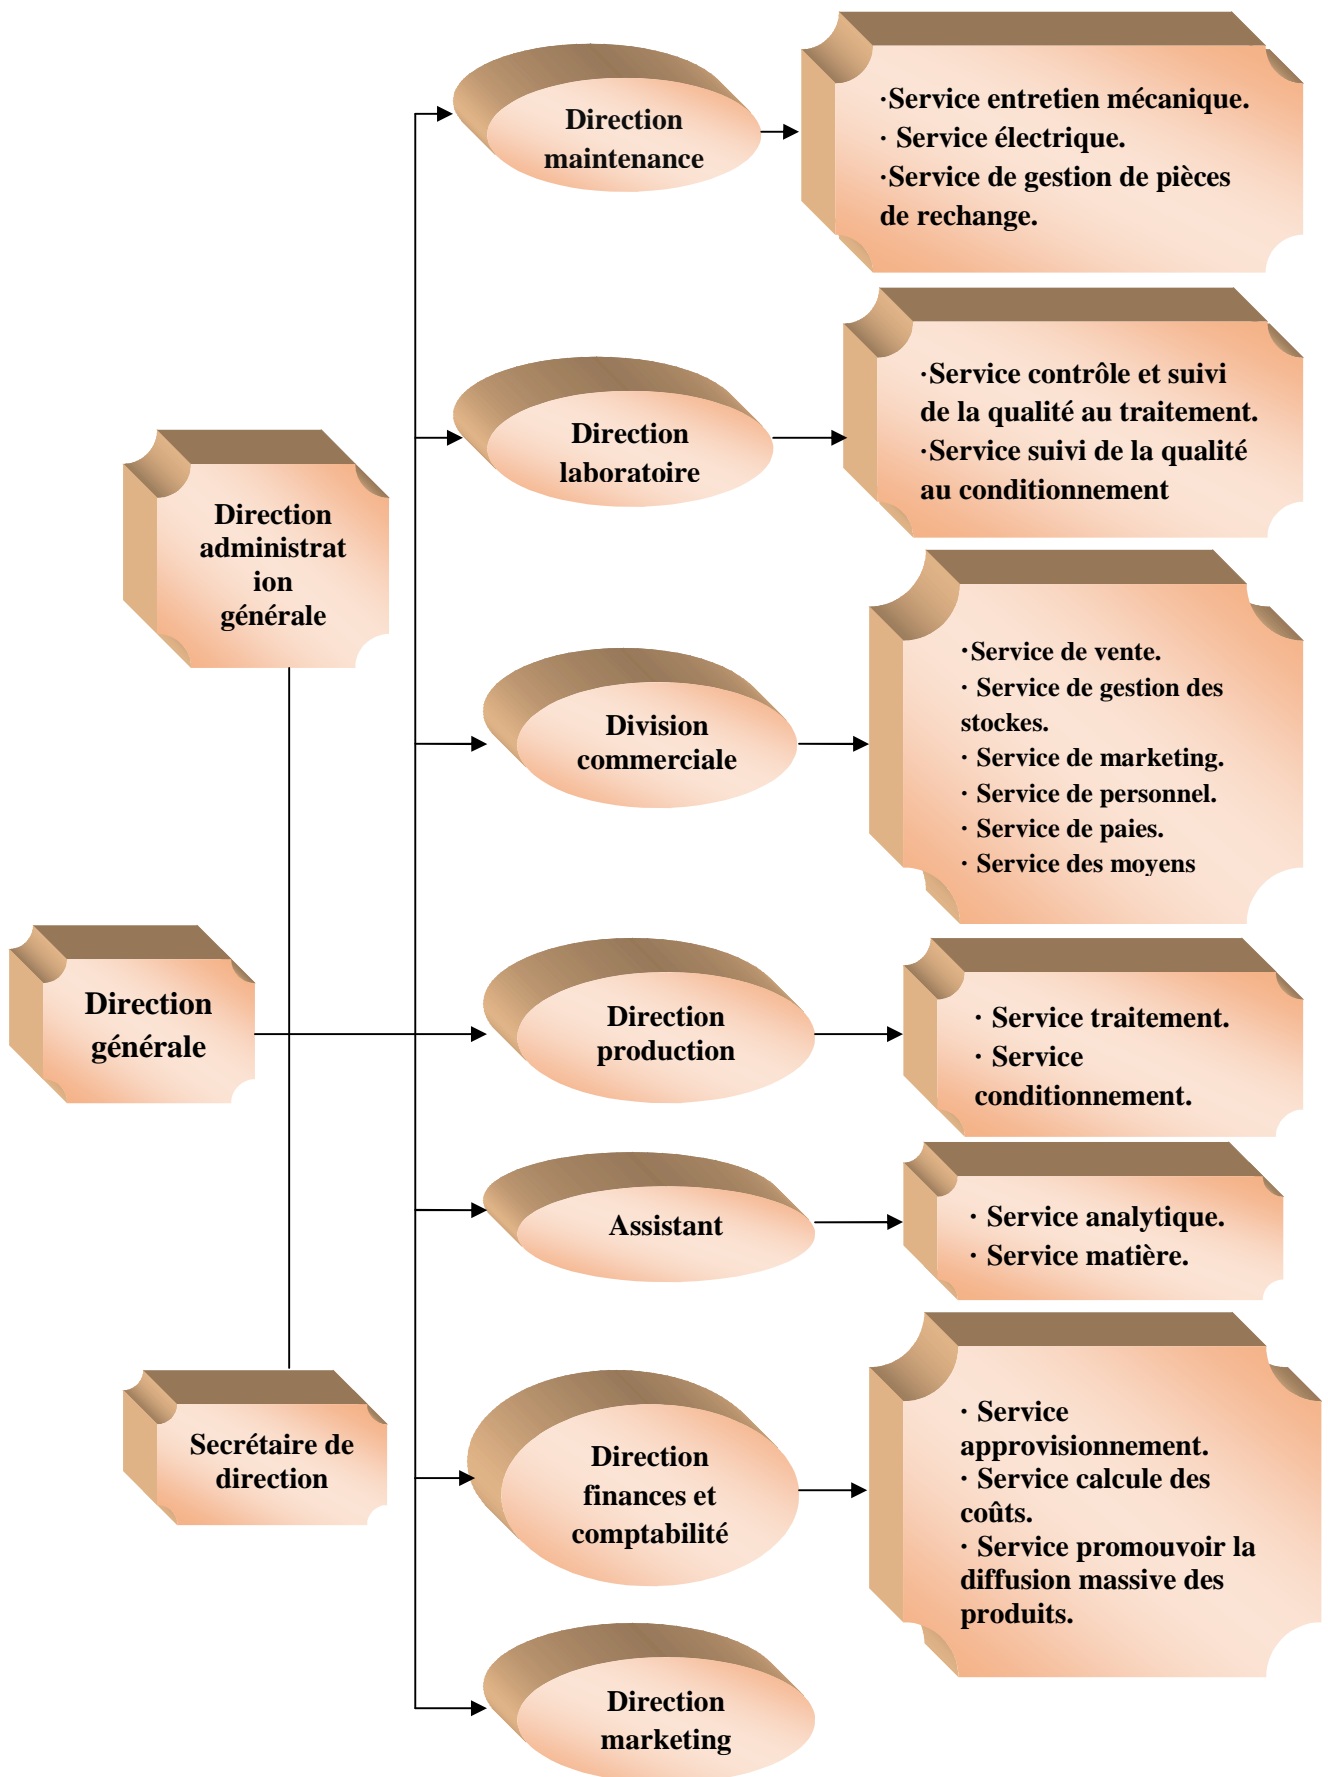 Direction
maintenance
·Service entretien mécanique.
· Service électrique.
·Service de gestion de pièces
de rechange.
Direction
laboratoire
·Service contrôle et suivi
de la qualité au traitement.
·Service suivi de la qualité
au conditionnement
Direction
administrat
ion
générale
Division
commerciale
·Service de vente.
· Service de gestion des
stockes.
· Service de marketing.
· Service de personnel.
· Service de paies.
· Service des moyens
Direction
générale
Direction
production
· Service traitement.
· Service
conditionnement.
Assistant
· Service analytique.
· Service matière.
Secrétaire de
direction
Direction
finances et
comptabilité
· Service
approvisionnement.
· Service calcule des
coûts.
· Service promouvoir la
diffusion massive des
produits.
Direction
marketing